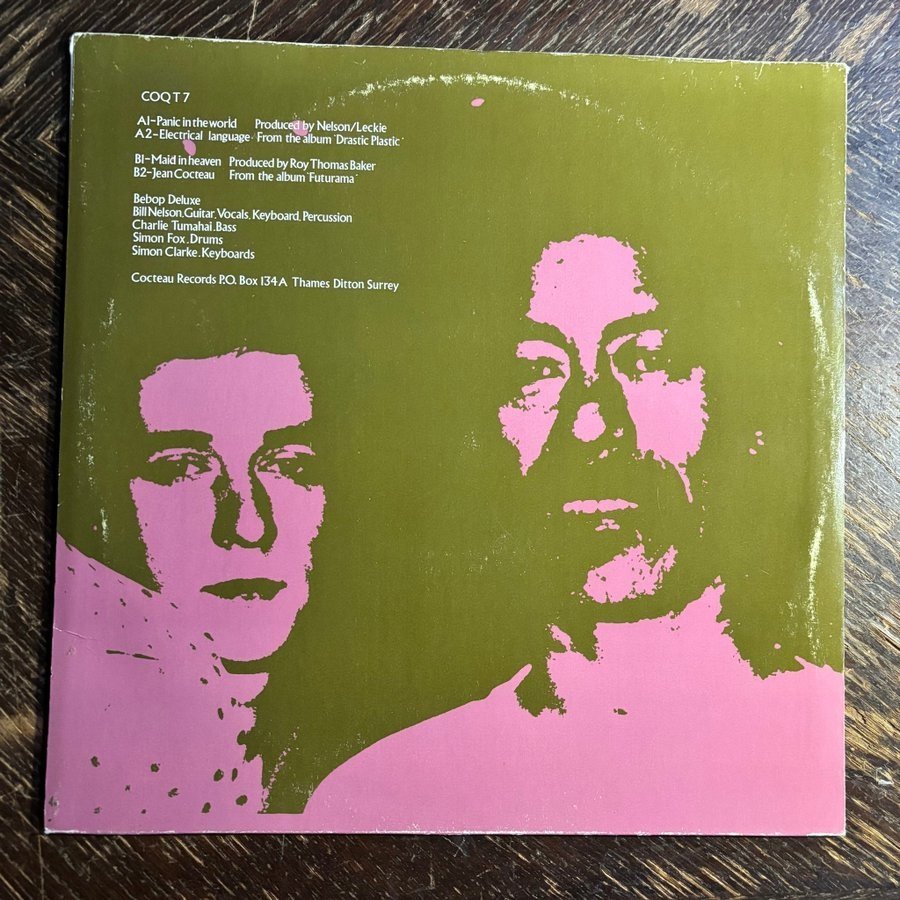 COQ T 7
A1-Panic in the world Produced by Nelson/Leckie
A2-Electrical language From the album 'Drastic Plastic'
B1-Maid in heaven Produced by Roy Thomas Baker
B2-Jean Cocteau From the album 'Futurama'
Bebop Deluxe
Bill Nelson.Guitar,Vocals. Keyboard, Percussion
Charlie Tumahai.Bass
Simon Fox.Drums
Simon Clarke.Keyboards
Cocteau Records P.O. Box 134A Thames Ditton Surrey